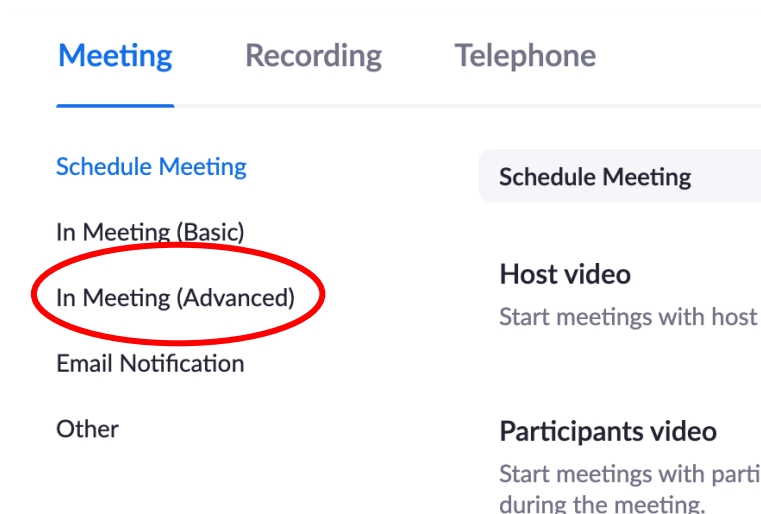 Meeting Recording Telephone
Schedule Meeting
In Meeting (Basic)
In Meeting (Advanced)
Email Notification
Other
Schedule Meeting
Host video
Start meetings with host
Participants video
Start meetings with parti
during the meeting.